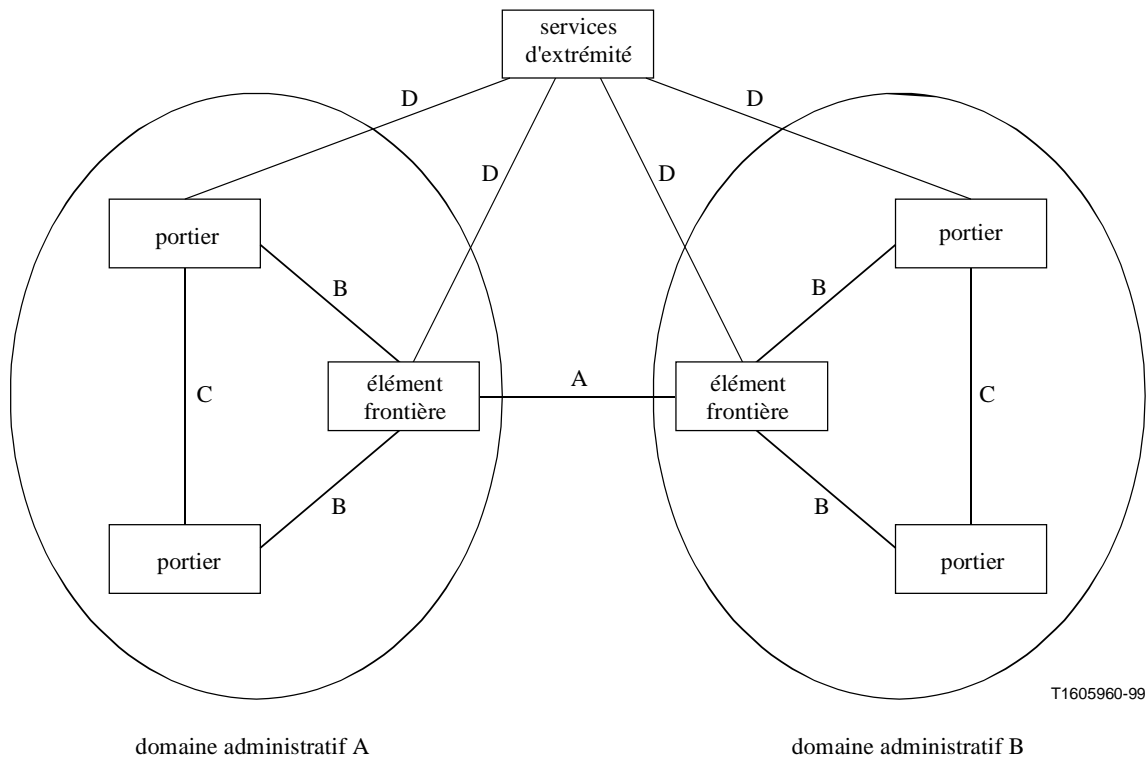 services
d'extrémité
D
D
D
D
portier
portier
B
B
élément
frontière
A
élément
frontière
C
C
B
B
portier
portier
T1605960-99
domaine administratif A
domaine administratif B